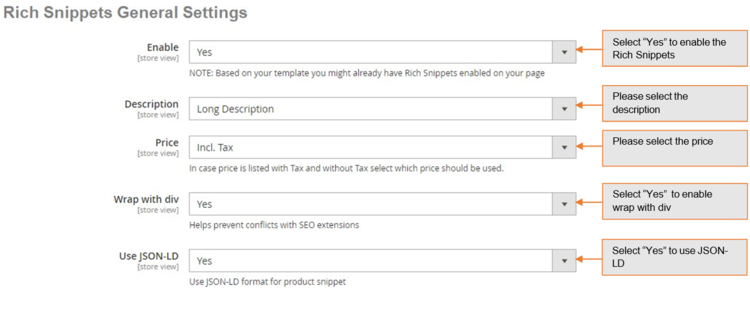 Rich Snippets General Settings
Enable
[store view]
Yes
Select "Yes" to enable the
Rich Snippets
NOTE: Based on your template you might already have Rich Snippets enabled on your page
Description
[store view]
Long Description
Please select the
description
Price
[store view]
Incl. Tax
Please select the price
In case price is listed with Tax and without Tax select which price should be used.
Wrap with div
[store view]
Yes
Select "Yes" to enable
wrap with div
Helps prevent conflicts with SEO extensions
Use JSON-LD
[store view]
Yes
Select "Yes" to use JSON-
LD
Use JSON-LD format for product snippet